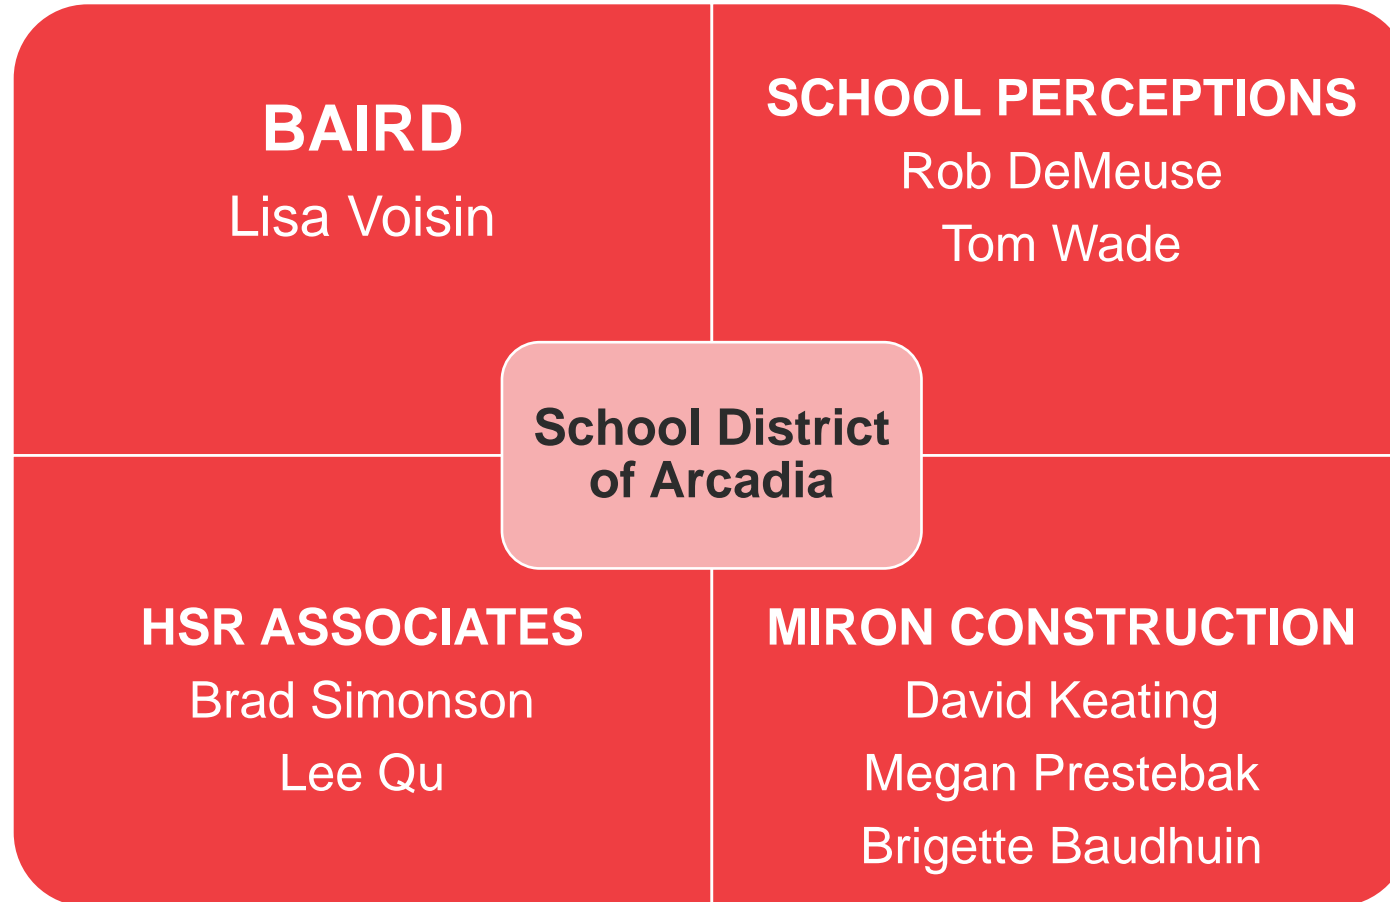 BAIRD
Lisa Voisin
SCHOOL PERCEPTIONS
Rob DeMeuse
Tom Wade
School District
of Arcadia
HSR ASSOCIATES
Brad Simonson
Lee Qu
MIRON CONSTRUCTION
David Keating
Megan Prestebak
Brigette Baudhuin